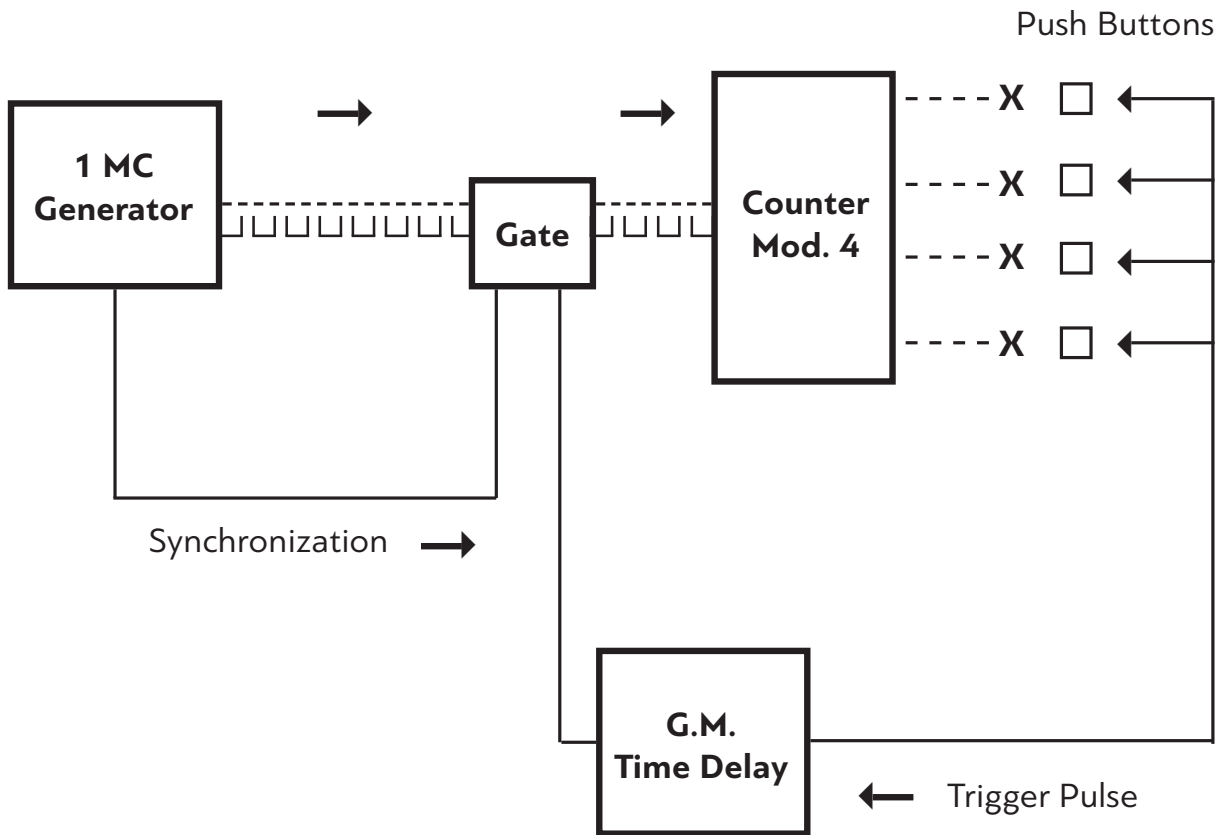 Push Buttons
1 MC
Generator
Gate
Counter
Mod. 4
X
X
X
X
Synchronization
G.M.
Time Delay
Trigger Pulse